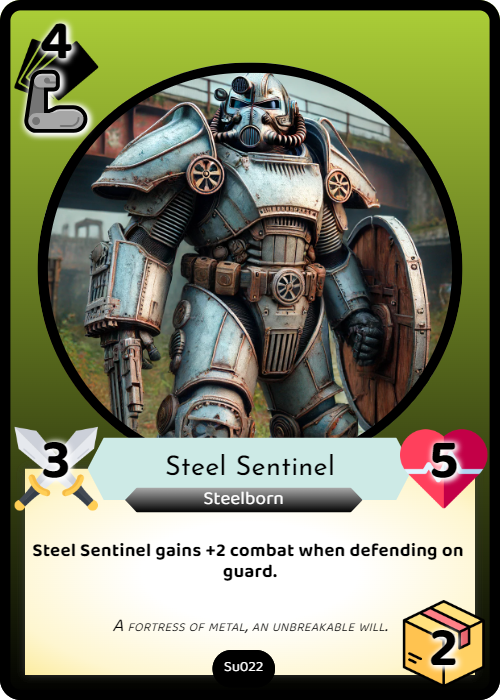 4
3
Steel Sentinel
5
Steelborn
Steel Sentinel gains +2 combat when defending on
guard.
A fortress of metal, an unbreakable will.
2
Su022